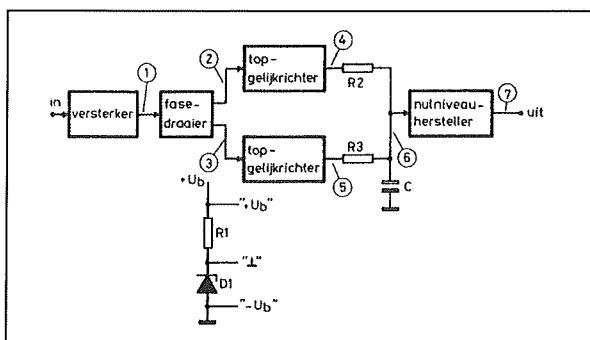 in
versterker
1
fase-
draaier
2
3
top-
gelijkrichter
4
R2
top-
gelijkrichter
5
R3
6
C
nulniveau-
hersteller
7
uit
+Ub
"+Ub"
R1
"⊥"
D1
"-Ub"